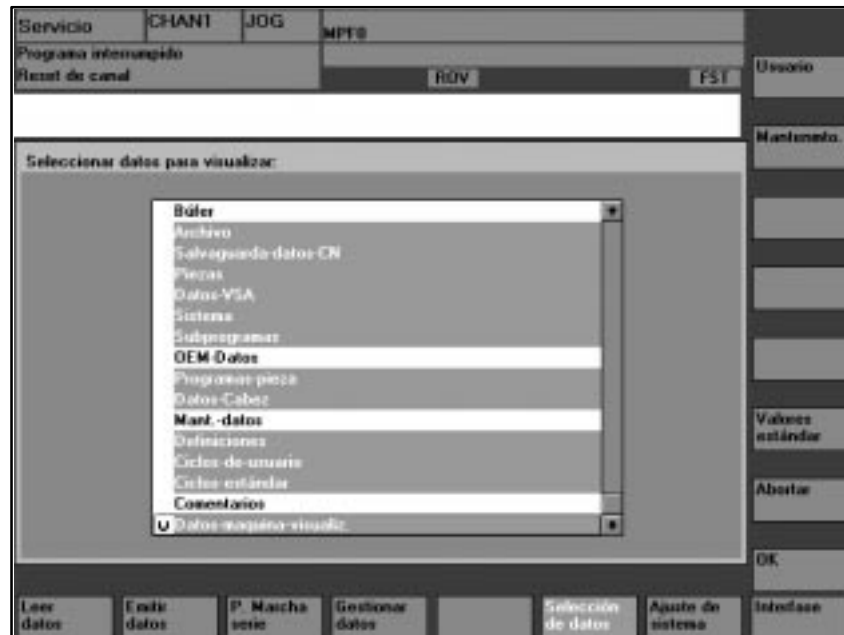 Servicio CHAN1 JOG MPF0
Programa interrumpido
Reset de canal ROV FST
Usuario
Mantenmto.
Seleccionar datos para visualizar:
Búfer
Archivo
Salvaguarda-datos-CN
Piezas
Datos-VSA
Sistema
Subprogramas
OEM-Datos
Programas-pieza
Datos-Cabez
Mant.-datos
Definiciones
Ciclos-de-usuario
Ciclos-estándar
Comentarios
U Datos-maquina-visualiz.
Valores
estándar
Abortar
OK
Leer
datos
Emitir
datos
P. Marcha
serie
Gestionar
datos
Selección
de datos
Ajuste de
sistema
Interfase